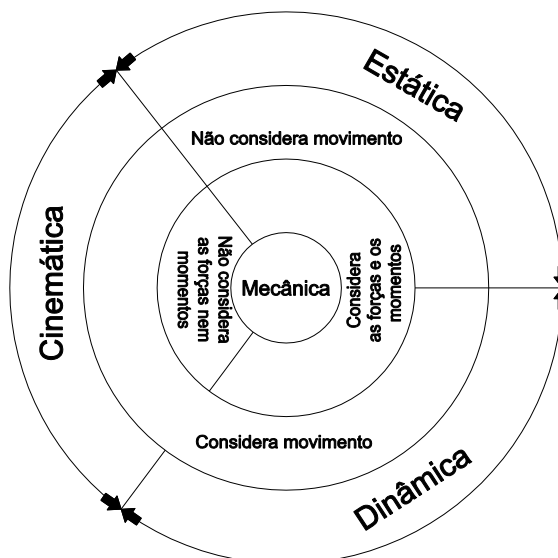 Estática
Não considera movimento
Cinemática
Não considera
as forças nem
momentos
Mecânica
Considera
as forças e os
momentos
Considera movimento
Dinâmica